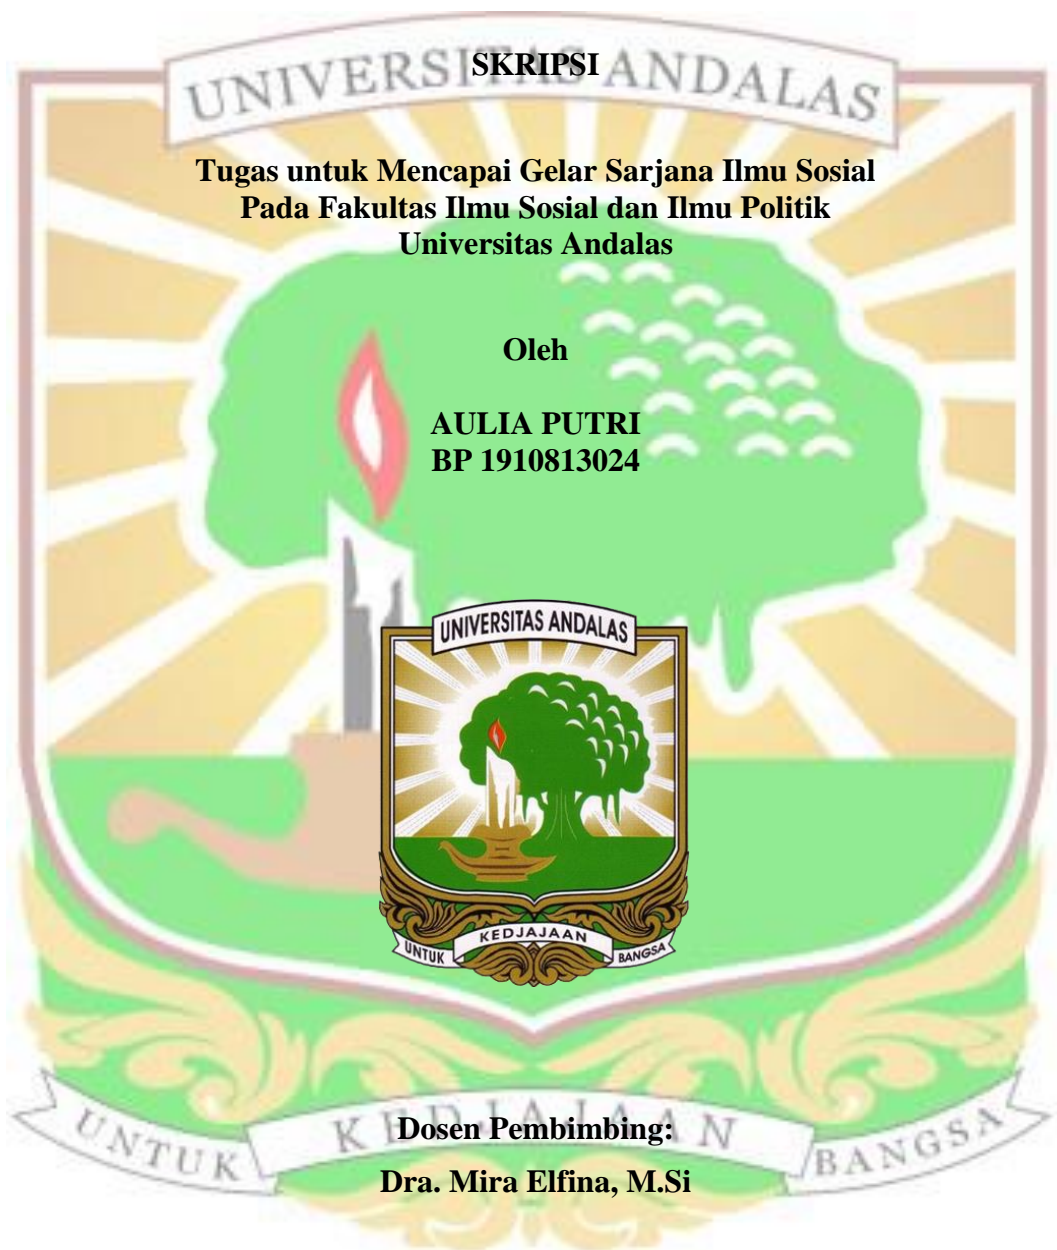 UNIVERSITAS ANDALAS
SKRIPSI
Tugas untuk Mencapai Gelar Sarjana Ilmu Sosial
Pada Fakultas Ilmu Sosial dan Ilmu Politik
Universitas Andalas
Oleh
AULIA PUTRI
BP 1910813024
UNIVERSITAS ANDALAS
UNTUK KEDJAJAAN BANGSA
Dosen Pembimbing:
Dra. Mira Elfina, M.Si
UNTUK KEDJAJAAN BANGSA